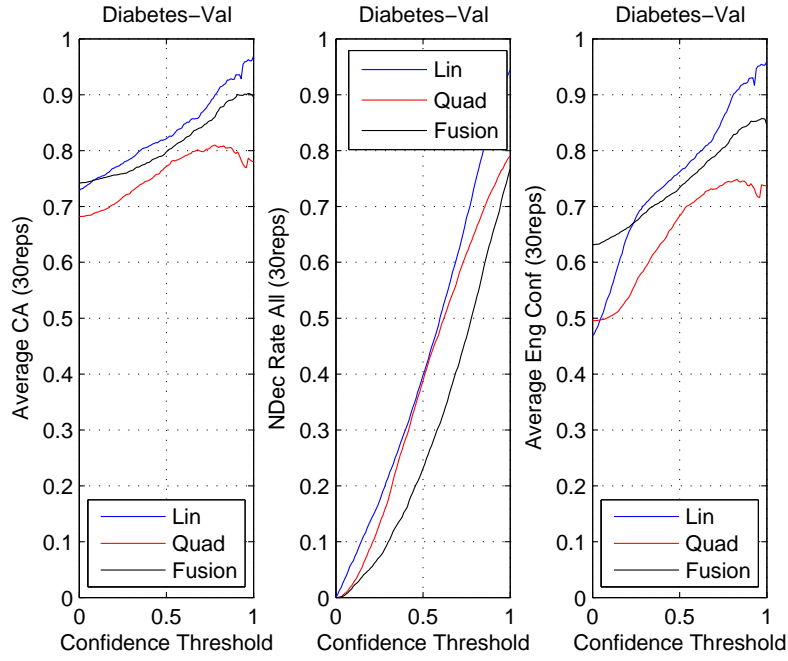 Diabetes−Val
1
0.9
0.8
0.7
0.6
0.5
0.4
0.3
0.2
0.1
0
Average CA (30reps)
Lin
Quad
Fusion
0
0.5
1
Confidence Threshold
Diabetes−Val
1
0.9
0.8
0.7
0.6
0.5
0.4
0.3
0.2
0.1
0
NDec Rate All (30reps)
Lin
Quad
Fusion
0
0.5
1
Confidence Threshold
Diabetes−Val
1
0.9
0.8
0.7
0.6
0.5
0.4
0.3
0.2
0.1
0
Average Eng Conf (30reps)
Lin
Quad
Fusion
0
0.5
1
Confidence Threshold